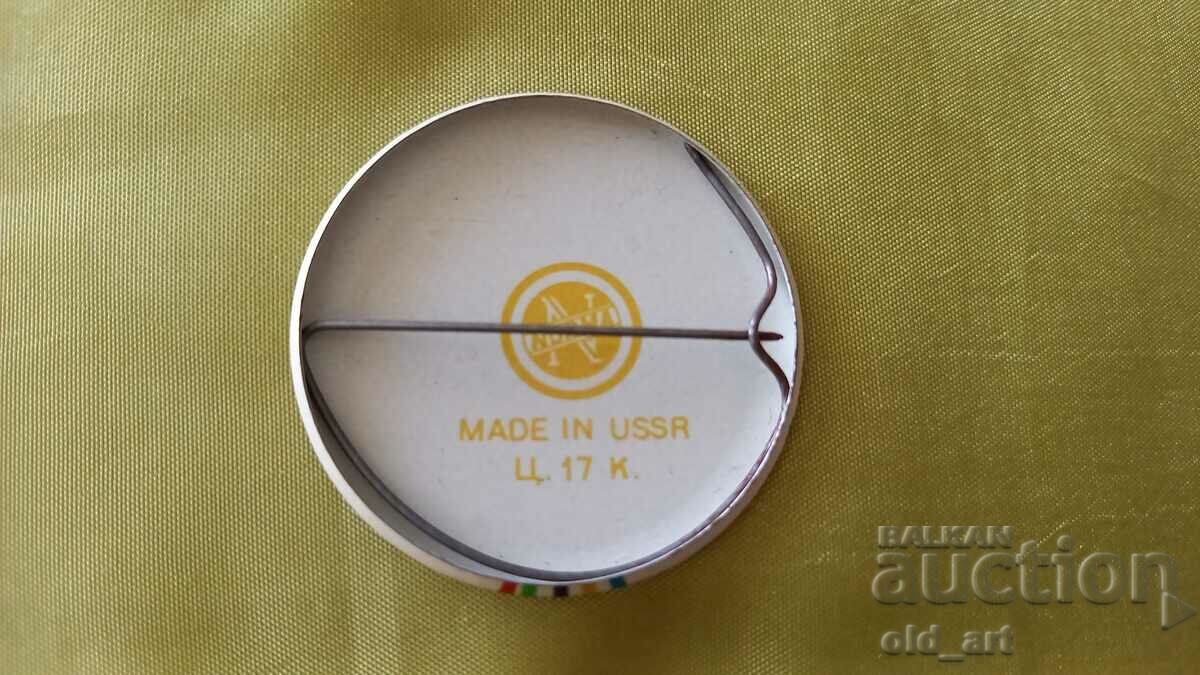 MADE IN USSR
Ц. 17 К.
BALKAN
auction
old_art